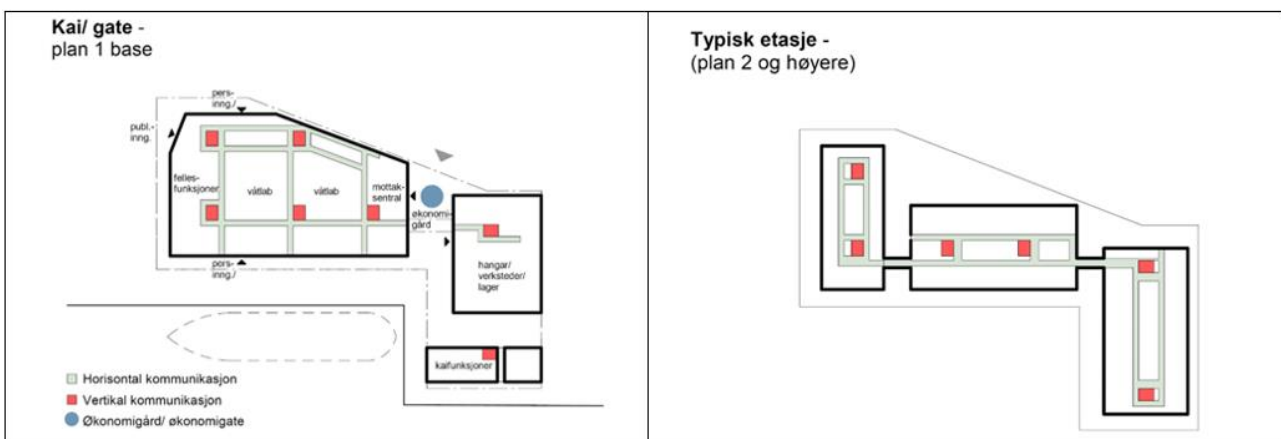 Kai/ gate -
plan 1 base
pers-
inng./
publ.-
inng.
felles-
funksjoner
våtlab
våtlab
mottak-
sentral
økonomi-
gård
pers-
inng./
hangar/
verksteder/
lager
kaifunksjoner
Horisontal kommunikasjon
Vertikal kommunikasjon
Økonomigård/ økonomigate
Typisk etasje -
(plan 2 og høyere)